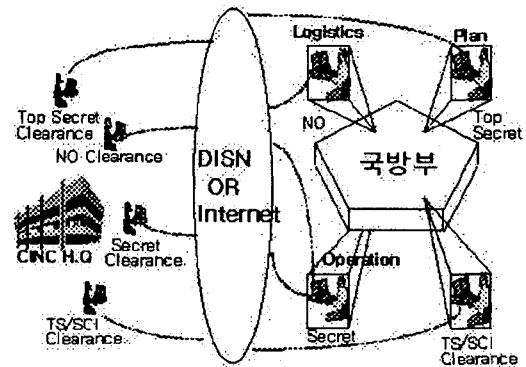 Logistics
Plan
Top Secret
Clearance
NO
Top
Secret
NO Clearance
DISN
OR
Internet
국방부
CINC H.Q
Secret
Clearance
Operation
TS/SCI
Clearance
Secret
TS/SCI
Clearance